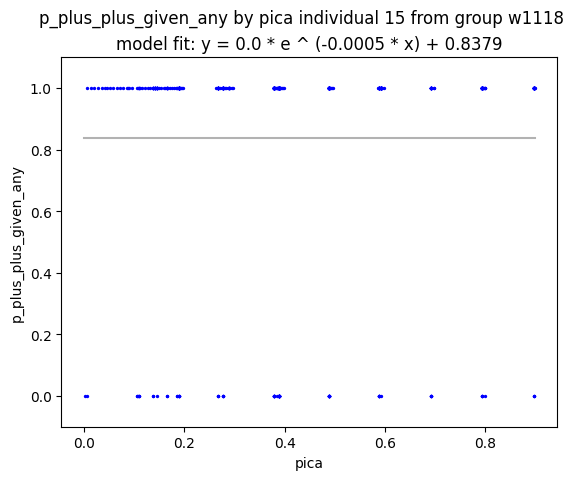 p_plus_plus_given_any by pica individual 15 from group w1118
model fit: y = 0.0 * e ^ (-0.0005 * x) + 0.8379
1.0
0.8
0.6
0.4
0.2
0.0
p_plus_plus_given_any
0.0 0.2 0.4 0.6 0.8
pica